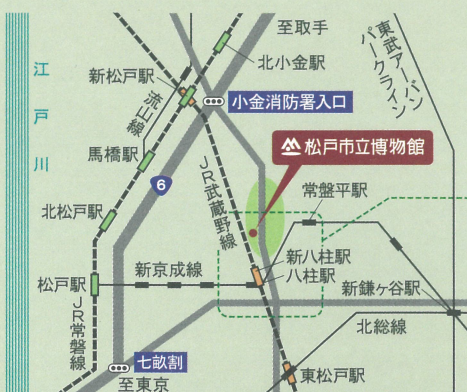 至取手
北小金駅
新松戸駅
小金消防署入口
東武アーバン
パークライン
江戸川
流山線
馬橋駅
松戸市立博物館
6
JR武蔵野線
常盤平駅
北松戸駅
新八柱駅
八柱駅
新京成線
松戸駅
新鎌ヶ谷駅
JR常磐線
北総線
七畝割
至東京
東松戸駅